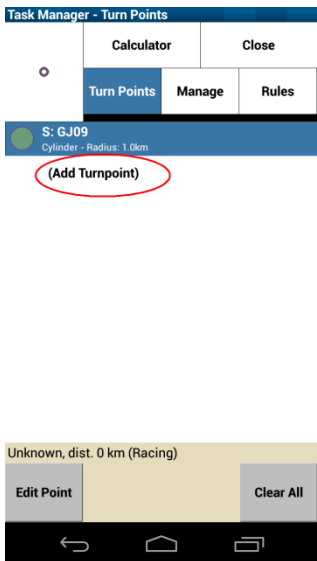 Task Manager - Turn Points
Calculator
Close
Turn Points
Manage
Rules
S: GJ09
Cylinder - Radius: 1.0km
(Add Turnpoint)
Unknown, dist. 0 km (Racing)
Edit Point
Clear All